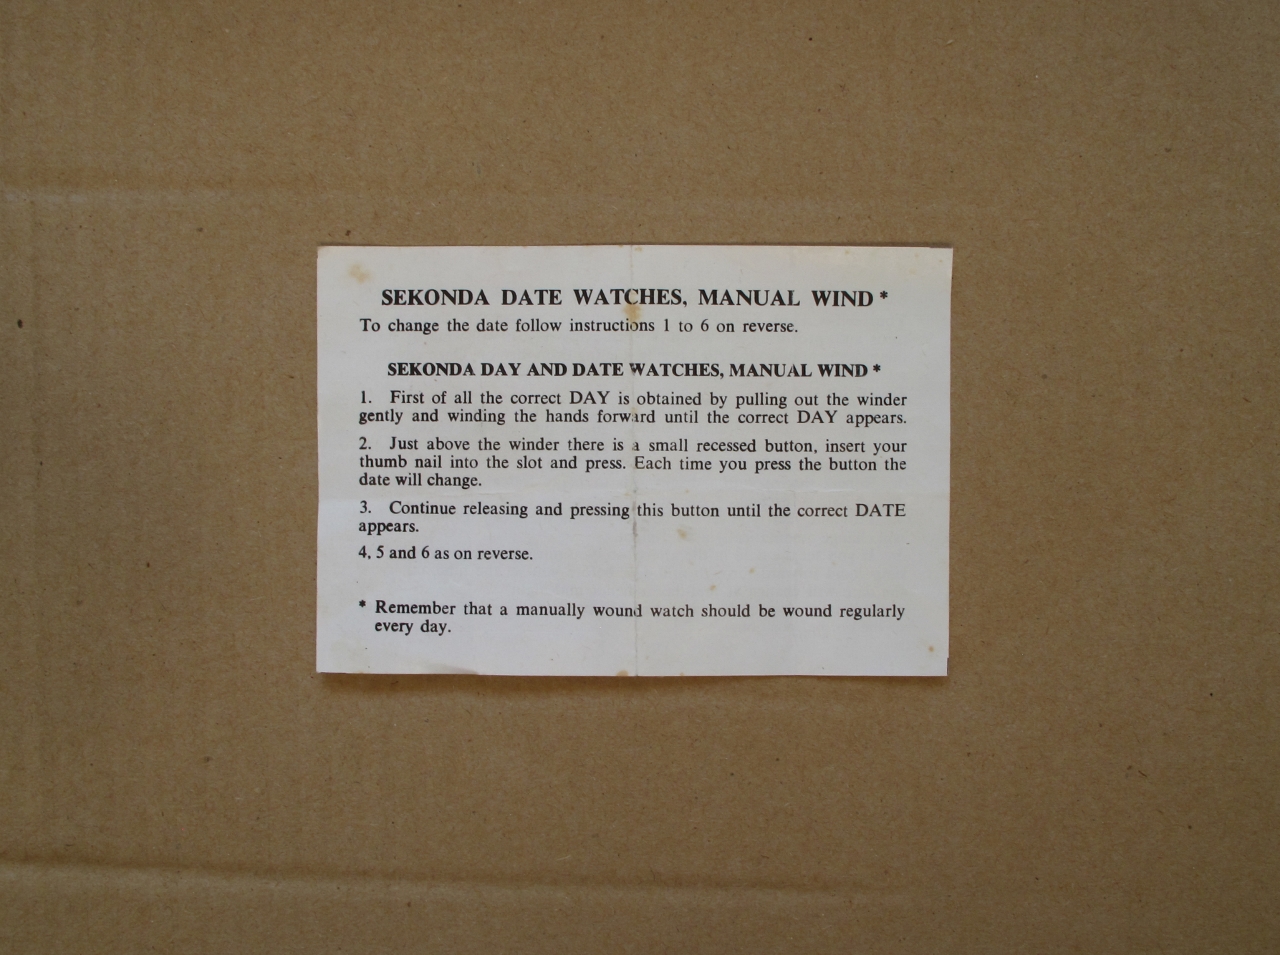 SEKONDA DATE WATCHES, MANUAL WIND *
To change the date follow instructions 1 to 6 on reverse.
SEKONDA DAY AND DATE WATCHES, MANUAL WIND *
1. First of all the correct DAY is obtained by pulling out the winder
gently and winding the hands forward until the correct DAY appears.
2. Just above the winder there is a small recessed button, insert your
thumb nail into the slot and press. Each time you press the button the
date will change.
3. Continue releasing and pressing this button until the correct DATE
appears.
4, 5 and 6 as on reverse.
* Remember that a manually wound watch should be wound regularly
every day.